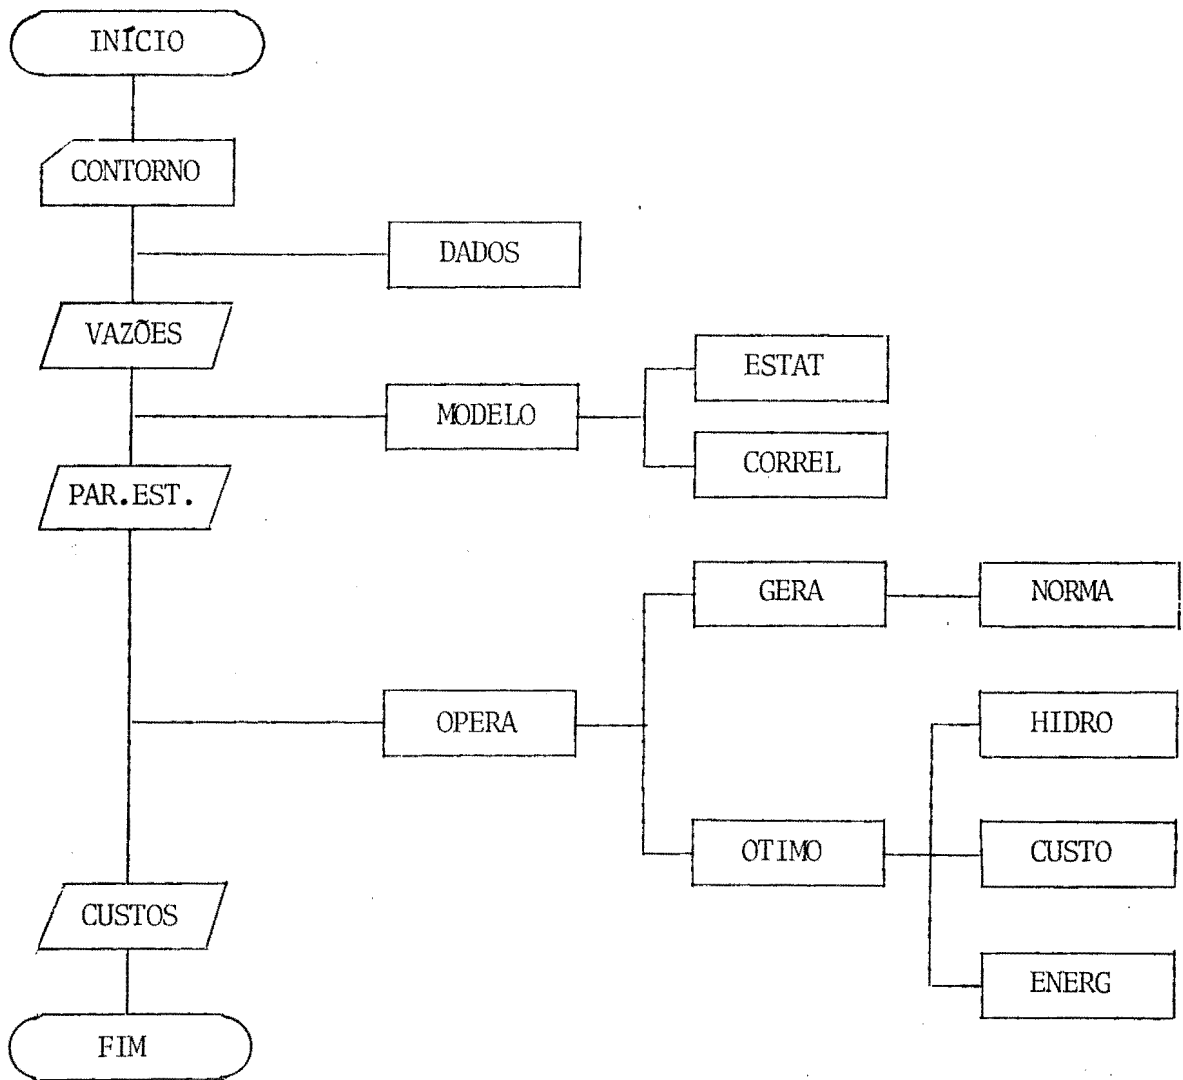 INÍCIO
CONTORNO
DADOS
VAZÕES
ESTAT
MODELO
CORREL
PAR.EST.
GERA
NORMA
OPERA
HIDRO
OTIMO
CUSTO
CUSTOS
ENERG
FIM